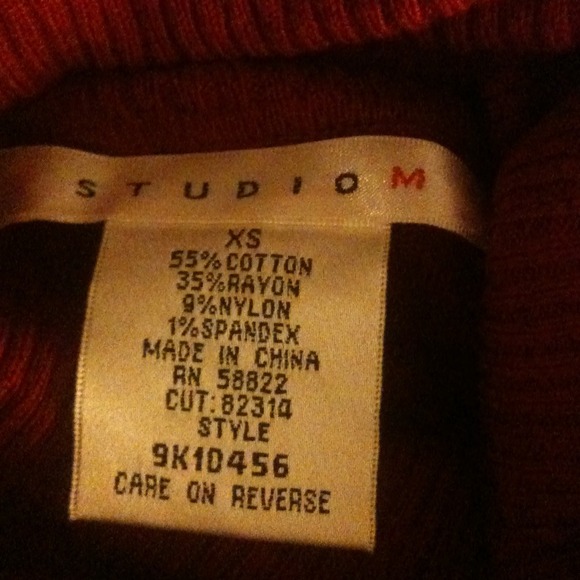 STUDIO M
XS
55% COTTON
35% RAYON
9% NYLON
1% SPANDEX
MADE IN CHINA
RN 58822
CUT: 82314
STYLE
9K1D456
CARE ON REVERSE